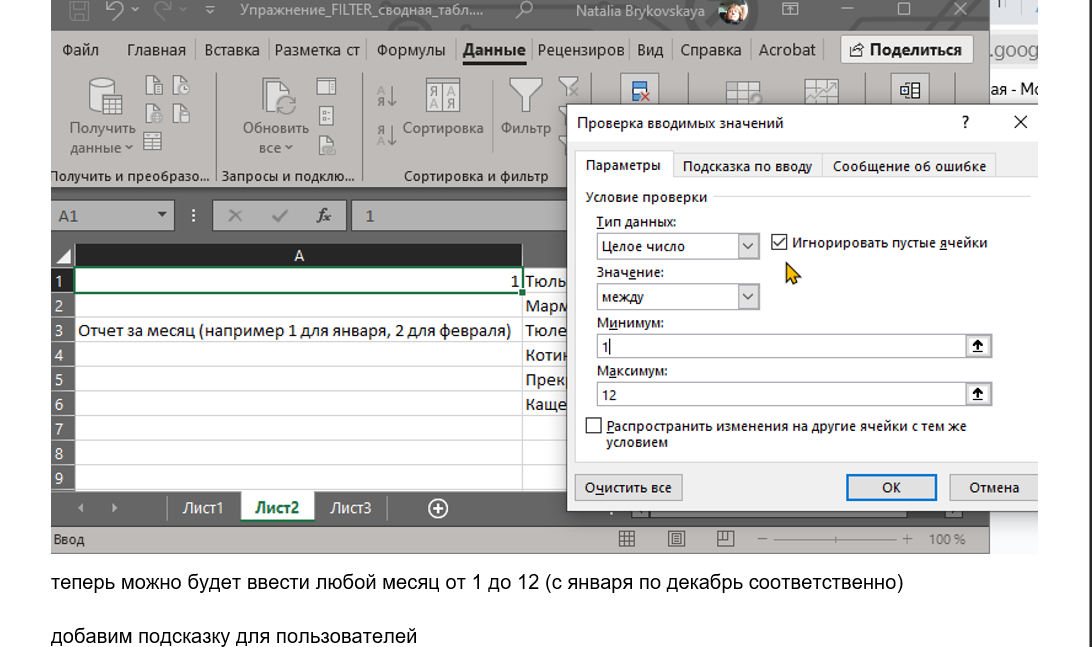 Упражнение_FILTER_сводная_табл....
Natalia Brykovskaya
Файл Главная Вставка Разметка ст Формулы Данные Рецензиров Вид Справка Acrobat Поделиться
.goog
ая - Мо
Получить данные
Обновить все
Сортировка
Фильтр
Получить и преобразо... Запросы и подклю... Сортировка и фильтр
A1
fx
1
A
1 1 Тюль
2 Марм
3 Отчет за месяц (например 1 для января, 2 для февраля) Тюле
4 Коти
5 Прек
6 Каще
7
8
9
Лист1 Лист2 Лист3
Ввод
100 %
Проверка вводимых значений
?
Параметры Подсказка по вводу Сообщение об ошибке
Условие проверки
Тип данных:
Целое число
Игнорировать пустые ячейки
Значение:
между
Минимум:
1
Максимум:
12
Распространить изменения на другие ячейки с тем же
условием
Очистить все ОК Отмена
теперь можно будет ввести любой месяц от 1 до 12 (с января по декабрь соответственно)
добавим подсказку для пользователей